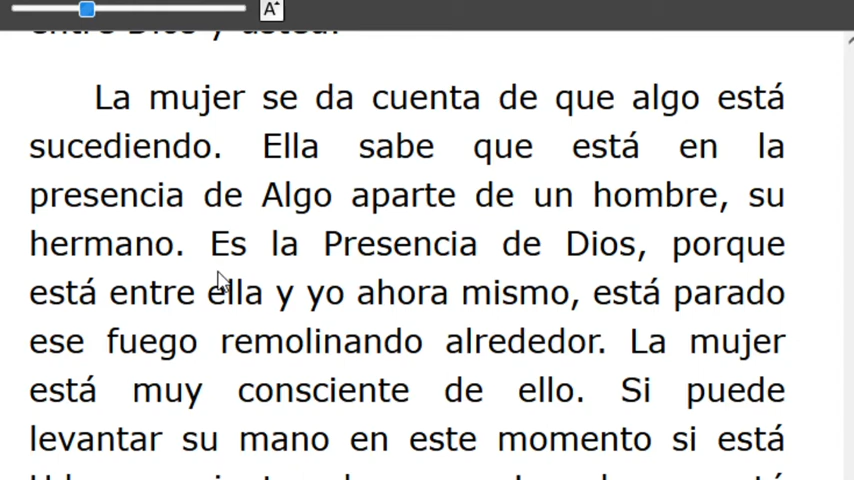 A
entre Dios y usted.
La mujer se da cuenta de que algo está
sucediendo. Ella sabe que está en la
presencia de Algo aparte de un hombre, su
hermano. Es la Presencia de Dios, porque
está entre ella y yo ahora mismo, está parado
ese fuego remolinando alrededor. La mujer
está muy consciente de ello. Si puede
levantar su mano en este momento si está